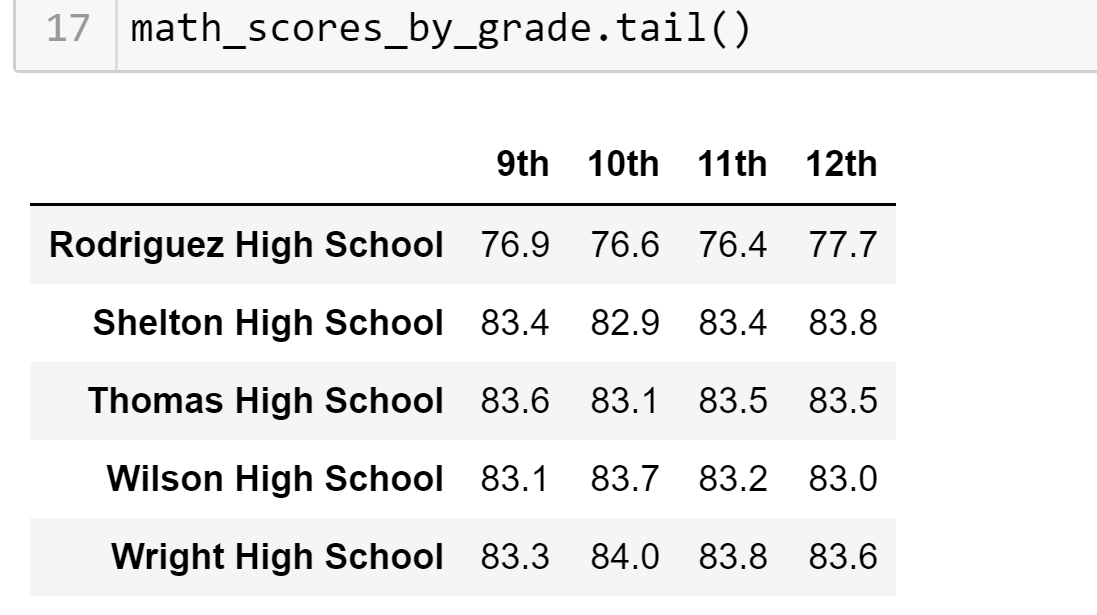 17 math_scores_by_grade.tail()
9th 10th 11th 12th
Rodriguez High School 76.9 76.6 76.4 77.7
Shelton High School 83.4 82.9 83.4 83.8
Thomas High School 83.6 83.1 83.5 83.5
Wilson High School 83.1 83.7 83.2 83.0
Wright High School 83.3 84.0 83.8 83.6